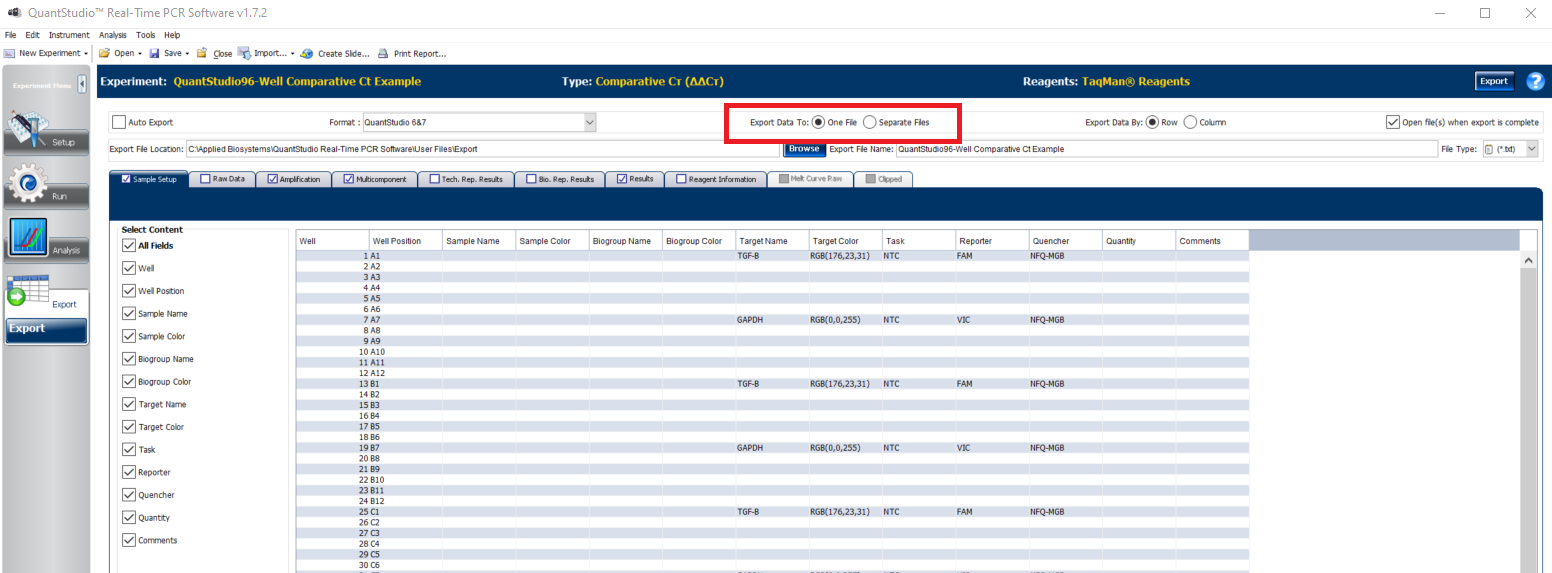 QuantStudio™ Real-Time PCR Software v1.7.2
File Edit Instrument Analysis Tools Help
New Experiment Open Save Close Import... Create Slide... Print Report...
Experiment Menu
Experiment: QuantStudio96-Well Comparative Ct Example Type: Comparative Cᴛ (ΔΔCᴛ) Reagents: TaqMan® Reagents Export ?
Setup
Run
Analysis
Export
Export
Auto Export Format : QuantStudio 6&7 Export Data To: One File Separate Files Export Data By: Row Column Open file(s) when export is complete
Export File Location: C:\Applied Biosystems\QuantStudio Real-Time PCR Software\User Files\Export Browse Export File Name: QuantStudio96-Well Comparative Ct Example File Type: (*.txt)
Sample Setup Raw Data Amplification Multicomponent Tech. Rep. Results Bio. Rep. Results Results Reagent Information Melt Curve Raw Clipped
Select Content
All Fields
Well
Well Position
Sample Name
Sample Color
Biogroup Name
Biogroup Color
Target Name
Target Color
Task
Reporter
Quencher
Quantity
Comments
Well Well Position Sample Name Sample Color Biogroup Name Biogroup Color Target Name Target Color Task Reporter Quencher Quantity Comments
1 A1 TGF-B RGB(176,23,31) NTC FAM NFQ-MGB
2 A2
3 A3
4 A4
5 A5
6 A6
7 A7 GAPDH RGB(0,0,255) NTC VIC NFQ-MGB
8 A8
9 A9
10 A10
11 A11
12 A12
13 B1 TGF-B RGB(176,23,31) NTC FAM NFQ-MGB
14 B2
15 B3
16 B4
17 B5
18 B6
19 B7 GAPDH RGB(0,0,255) NTC VIC NFQ-MGB
20 B8
21 B9
22 B10
23 B11
24 B12
25 C1 TGF-B RGB(176,23,31) NTC FAM NFQ-MGB
26 C2
27 C3
28 C4
29 C5
30 C6